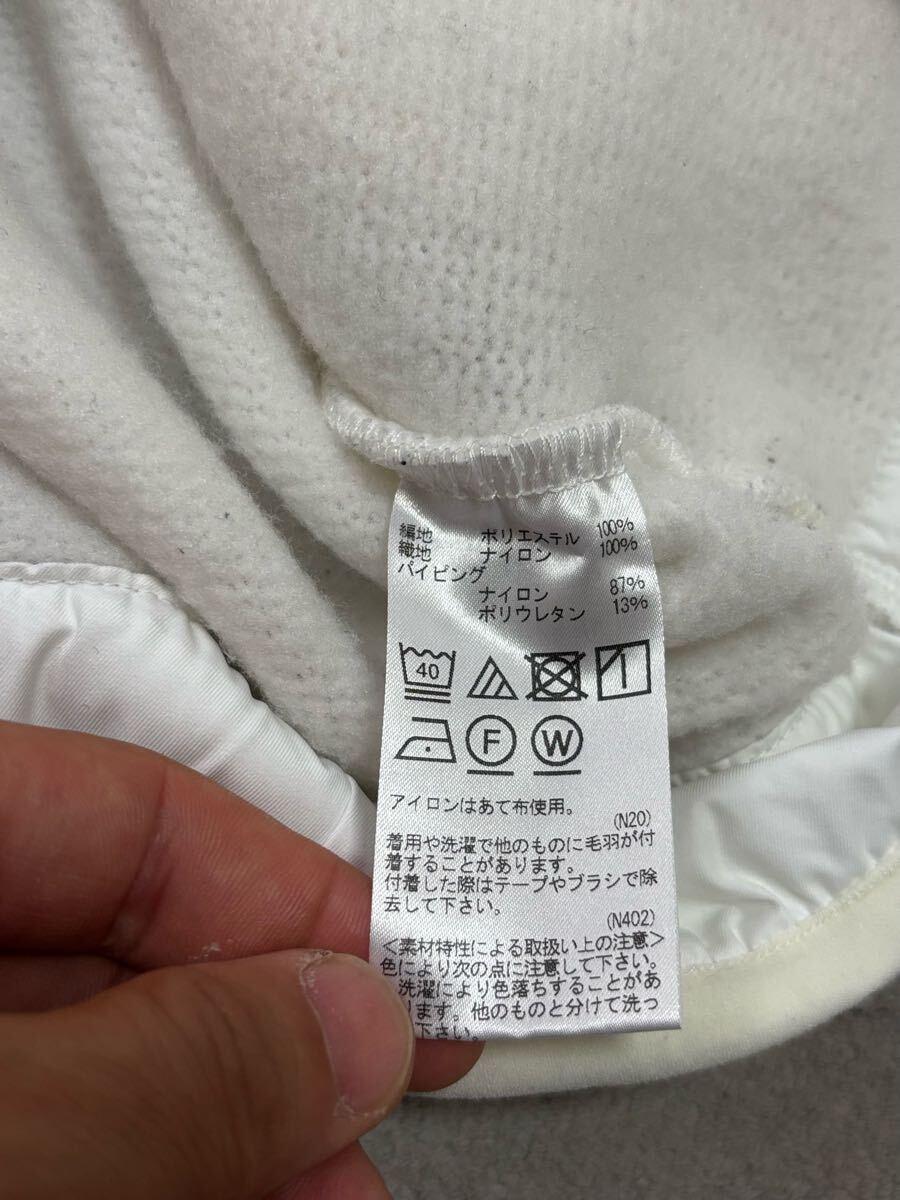 編地 ポリエステル 100%
織地 ナイロン 100%
パイピング
ナイロン 87%
ポリウレタン 13%
40
F W
アイロンはあて布使用。
(N20)
着用や洗濯で他のものに毛羽が付
着することがあります。
付着した際はテープやブラシで除
去して下さい。
(N402)
<素材特性による取扱い上の注意>
色により次の点に注意して下さい。
洗濯により色落ちすることがあ
ります。他のものと分けて洗っ
下さい。